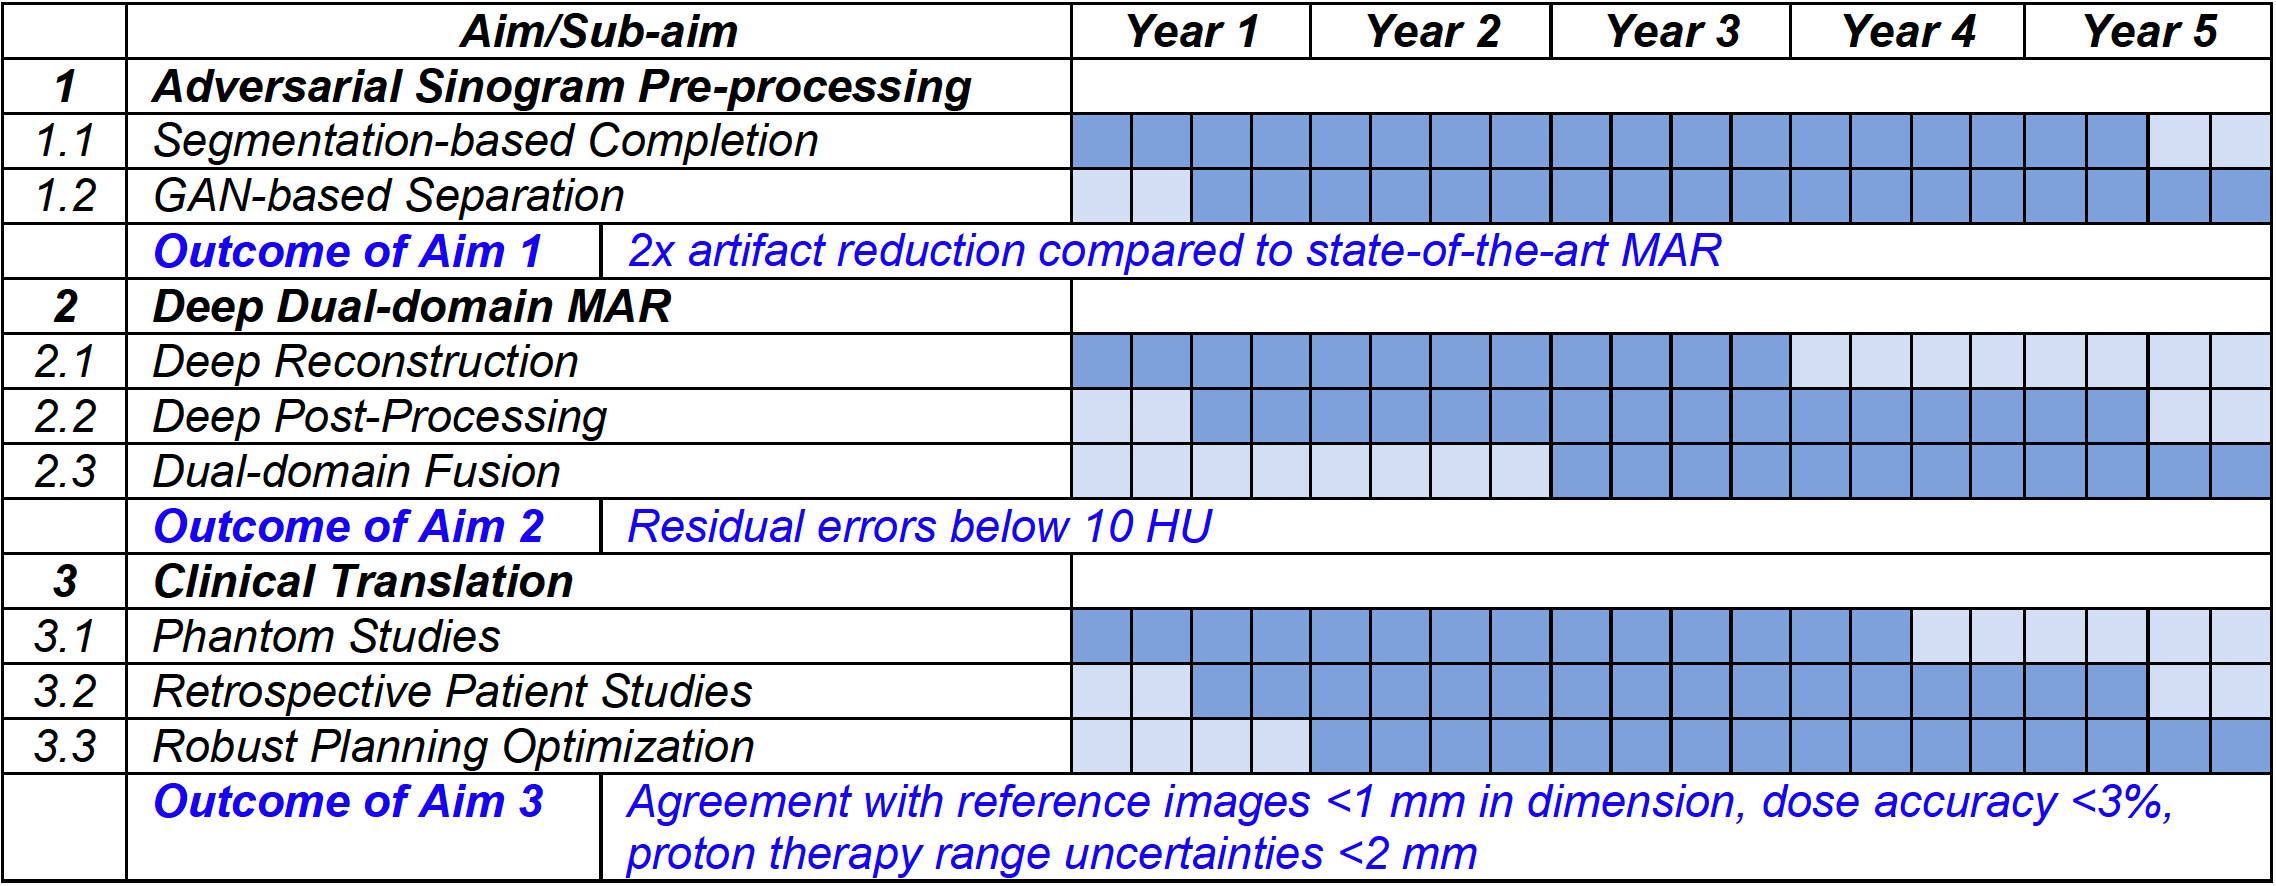 Aim/Sub-aim Year 1 Year 2 Year 3 Year 4 Year 5
1 Adversarial Sinogram Pre-processing
1.1 Segmentation-based Completion
1.2 GAN-based Separation
Outcome of Aim 1 2x artifact reduction compared to state-of-the-art MAR
2 Deep Dual-domain MAR
2.1 Deep Reconstruction
2.2 Deep Post-Processing
2.3 Dual-domain Fusion
Outcome of Aim 2 Residual errors below 10 HU
3 Clinical Translation
3.1 Phantom Studies
3.2 Retrospective Patient Studies
3.3 Robust Planning Optimization
Outcome of Aim 3 Agreement with reference images <1 mm in dimension, dose accuracy <3%,
proton therapy range uncertainties <2 mm